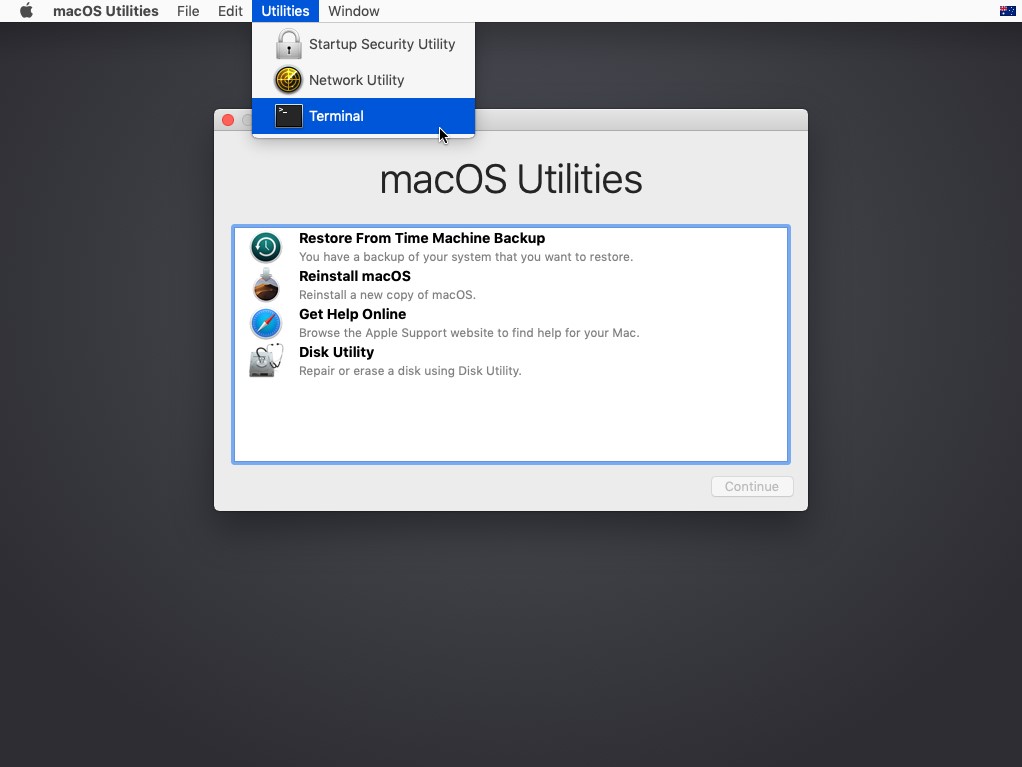 macOS Utilities File Edit Utilities Window
Startup Security Utility
Network Utility
>_ Terminal
macOS Utilities
Restore From Time Machine Backup
You have a backup of your system that you want to restore.
Reinstall macOS
Reinstall a new copy of macOS.
Get Help Online
Browse the Apple Support website to find help for your Mac.
Disk Utility
Repair or erase a disk using Disk Utility.
Continue